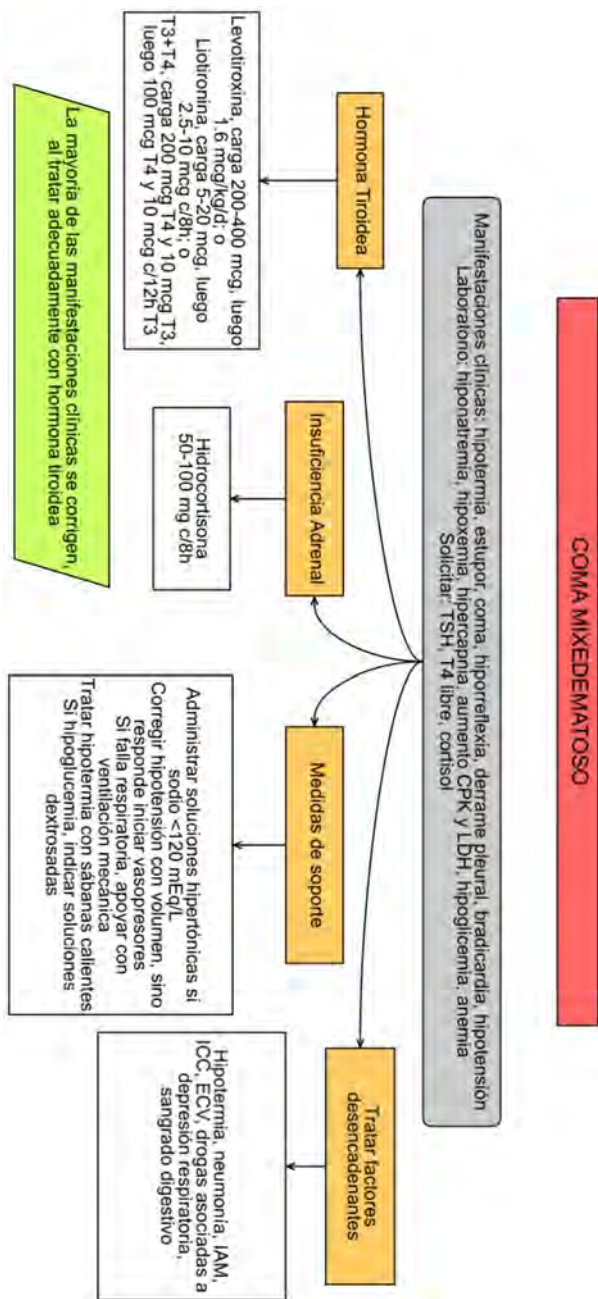 COMA MIXEDEMATOSO
Manifestaciones clínicas: hipotermia, estupor, coma, hiporreflexia, derrame pleural, bradicardia, hipotensión
Laboratorio: hiponatremia, hipoxemia, hipercapnia, aumento CPK y LDH, hipoglicemia, anemia
Solicitar: TSH, T4 libre, cortisol
Hormona Tiroidea
Levotiroxina, carga 200-400 mcg, luego
1.6 mcg/kg/d; o
Liotironina, carga 5-20 mcg, luego
2.5-10 mcg c/8h; o
T3+T4, carga 200 mcg T4 y 10 mcg T3,
luego 100 mcg T4 y 10 mcg c/12h T3
La mayoría de las manifestaciones clínicas se corrigen,
al tratar adecuadamente con hormona tiroidea
Insuficiencia Adrenal
Hidrocortisona
50-100 mg c/8h
Medidas de soporte
Administrar soluciones hipertónicas si
sodio <120 mEq/L
Corregir hipotensión con volumen, sino
responde iniciar vasopresores
Si falla respiratoria, apoyar con
ventilación mecánica
Tratar hipotermia con sábanas calientes
Si hipoglucemia, indicar soluciones
dextrosadas
Tratar factores
desencadenantes
Hipotermia, neumonía, IAM,
ICC, ECV, drogas asociadas a
depresión respiratoria,
sangrado digestivo